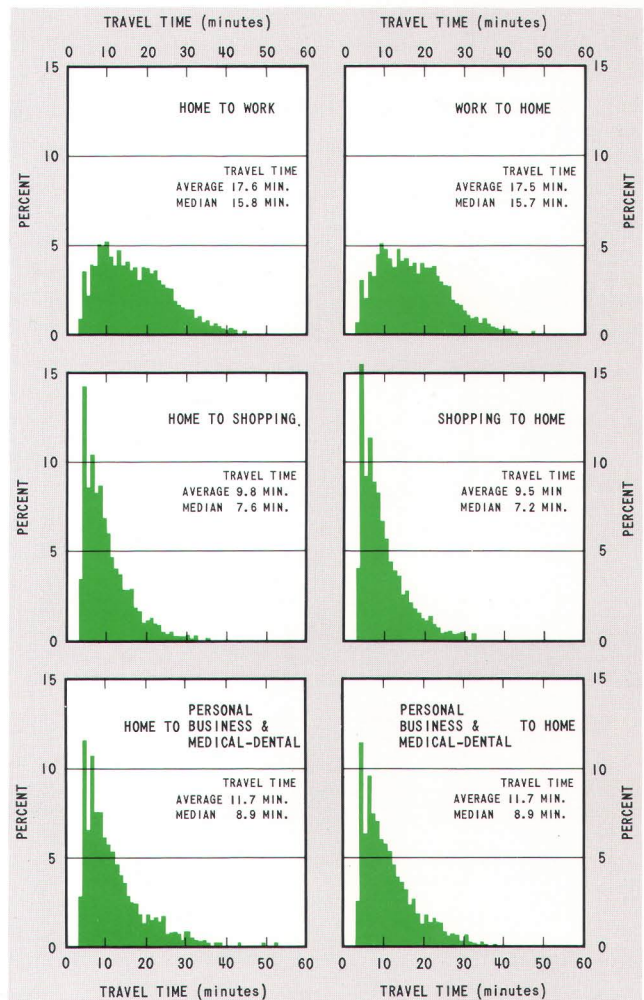 TRAVEL TIME (minutes)
TRAVEL TIME (minutes)
0 10 20 30 40 50 60
0 10 20 30 40 50 60
15
10
5
0
PERCENT
HOME TO WORK
TRAVEL TIME
AVERAGE 17.6 MIN.
MEDIAN 15.8 MIN.
WORK TO HOME
TRAVEL TIME
AVERAGE 17.5 MIN.
MEDIAN 15.7 MIN.
15
10
5
0
PERCENT
15
10
5
0
PERCENT
HOME TO SHOPPING.
TRAVEL TIME
AVERAGE 9.8 MIN.
MEDIAN 7.6 MIN.
SHOPPING TO HOME
TRAVEL TIME
AVERAGE 9.5 MIN
MEDIAN 7.2 MIN.
15
10
5
0
PERCENT
15
10
5
0
PERCENT
HOME TO PERSONAL
BUSINESS &
MEDICAL-DENTAL
TRAVEL TIME
AVERAGE 11.7 MIN.
MEDIAN 8.9 MIN.
PERSONAL
BUSINESS & TO HOME
MEDICAL-DENTAL
TRAVEL TIME
AVERAGE 11.7 MIN.
MEDIAN 8.9 MIN.
15
10
5
0
PERCENT
0 10 20 30 40 50 60
0 10 20 30 40 50 60
TRAVEL TIME (minutes)
TRAVEL TIME (minutes)